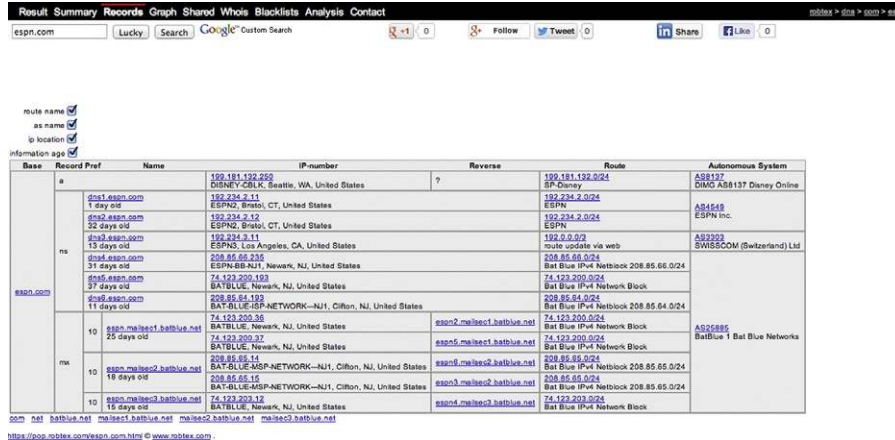 Result Summary Records Graph Shared Whois Blacklists Analysis Contact
robtex > dns > com >
espn.com Lucky Search Google™ Custom Search +1 0 Follow Tweet 0 Share Like 0
route name
as name
ip location
information age
Base Record Pref Name IP-number Reverse Route Autonomous System
espn.com
a
199.181.132.250
DISNEY-CBLK, Seattle, WA, United States
?
199.181.132.0/24
SP-Disney
AS8137
DIMG AS8137 Disney Online
ns
dns1.espn.com
1 day old
192.234.2.11
ESPN2, Bristol, CT, United States
192.234.2.0/24
ESPN
AS4549
ESPN Inc.
dns2.espn.com
32 days old
192.234.2.12
ESPN2, Bristol, CT, United States
192.234.2.0/24
ESPN
dns3.espn.com
13 days old
192.234.3.11
ESPN3, Los Angeles, CA, United States
192.0.0.0/3
route update via web
AS3303
SWISSCOM (Switzerland) Ltd
dns4.espn.com
31 days old
208.85.66.235
ESPN-BB-NJ1, Newark, NJ, United States
208.85.66.0/24
Bat Blue IPv4 Netblock 208.85.66.0/24
AS25885
BatBlue 1 Bat Blue Networks
dns5.espn.com
37 days old
74.123.200.193
BATBLUE, Newark, NJ, United States
74.123.200.0/24
Bat Blue IPv4 Network Block
dns6.espn.com
11 days old
208.85.64.193
BAT-BLUE-ISP-NETWORK---NJ1, Clifton, NJ, United States
208.85.64.0/24
Bat Blue IPv4 Netblock 208.85.64.0/24
mx
10
espn.mailsec1.batblue.net
25 days old
74.123.200.36
BATBLUE, Newark, NJ, United States
espn2.mailsec1.batblue.net
74.123.200.0/24
Bat Blue IPv4 Network Block
74.123.200.37
BATBLUE, Newark, NJ, United States
espn5.mailsec1.batblue.net
74.123.200.0/24
Bat Blue IPv4 Network Block
10
espn.mailsec2.batblue.net
18 days old
208.85.65.14
BAT-BLUE-MSP-NETWORK---NJ1, Clifton, NJ, United States
espn6.mailsec2.batblue.net
208.85.65.0/24
Bat Blue IPv4 Netblock 208.85.65.0/24
208.85.65.15
BAT-BLUE-MSP-NETWORK---NJ1, Clifton, NJ, United States
espn3.mailsec2.batblue.net
208.85.65.0/24
Bat Blue IPv4 Netblock 208.85.65.0/24
10
espn.mailsec3.batblue.net
15 days old
74.123.203.12
BATBLUE, Newark, NJ, United States
espn4.mailsec3.batblue.net
74.123.203.0/24
Bat Blue IPv4 Network Block
com net batblue.net mailsec1.batblue.net mailsec2.batblue.net mailsec3.batblue.net
https://pop.robtex.com/espn.com.html © www.robtex.com .